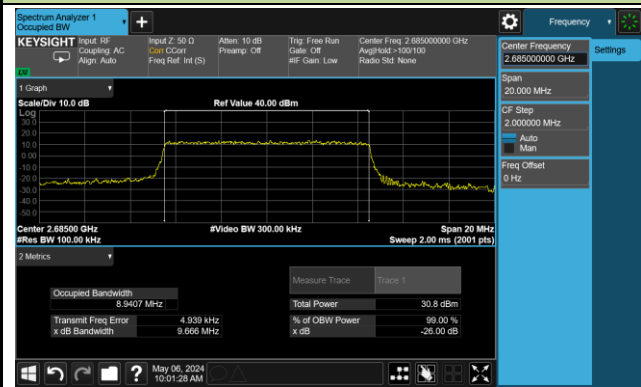 Spectrum Analyzer 1
Occupied BW
Frequency
KEYSIGHT
Input: RF
Coupling: AC
Align: Auto
Input Z: 50 Ω
Corr CCorr
Freq Ref: Int (S)
Atten: 10 dB
Preamp: Off
Trig: Free Run
Gate: Off
#IF Gain: Low
Center Freq: 2.685000000 GHz
Avg|Hold:>100/100
Radio Std: None
LXI
Center Frequency
2.685000000 GHz
Settings
Span
20.000 MHz
CF Step
2.000000 MHz
Auto
Man
Freq Offset
0 Hz
1 Graph
Scale/Div 10.0 dB
Ref Value 40.00 dBm
Log
30.0
20.0
10.0
0.00
-10.0
-20.0
-30.0
-40.0
-50.0
Center 2.68500 GHz
#Video BW 300.00 kHz
Span 20 MHz
#Res BW 100.00 kHz
Sweep 2.00 ms (2001 pts)
2 Metrics
Measure Trace
Trace 1
Occupied Bandwidth
8.9407 MHz
Total Power
30.8 dBm
Transmit Freq Error
4.939 kHz
% of OBW Power
99.00 %
x dB Bandwidth
9.666 MHz
x dB
-26.00 dB
?
May 06, 2024
10:01:28 AM